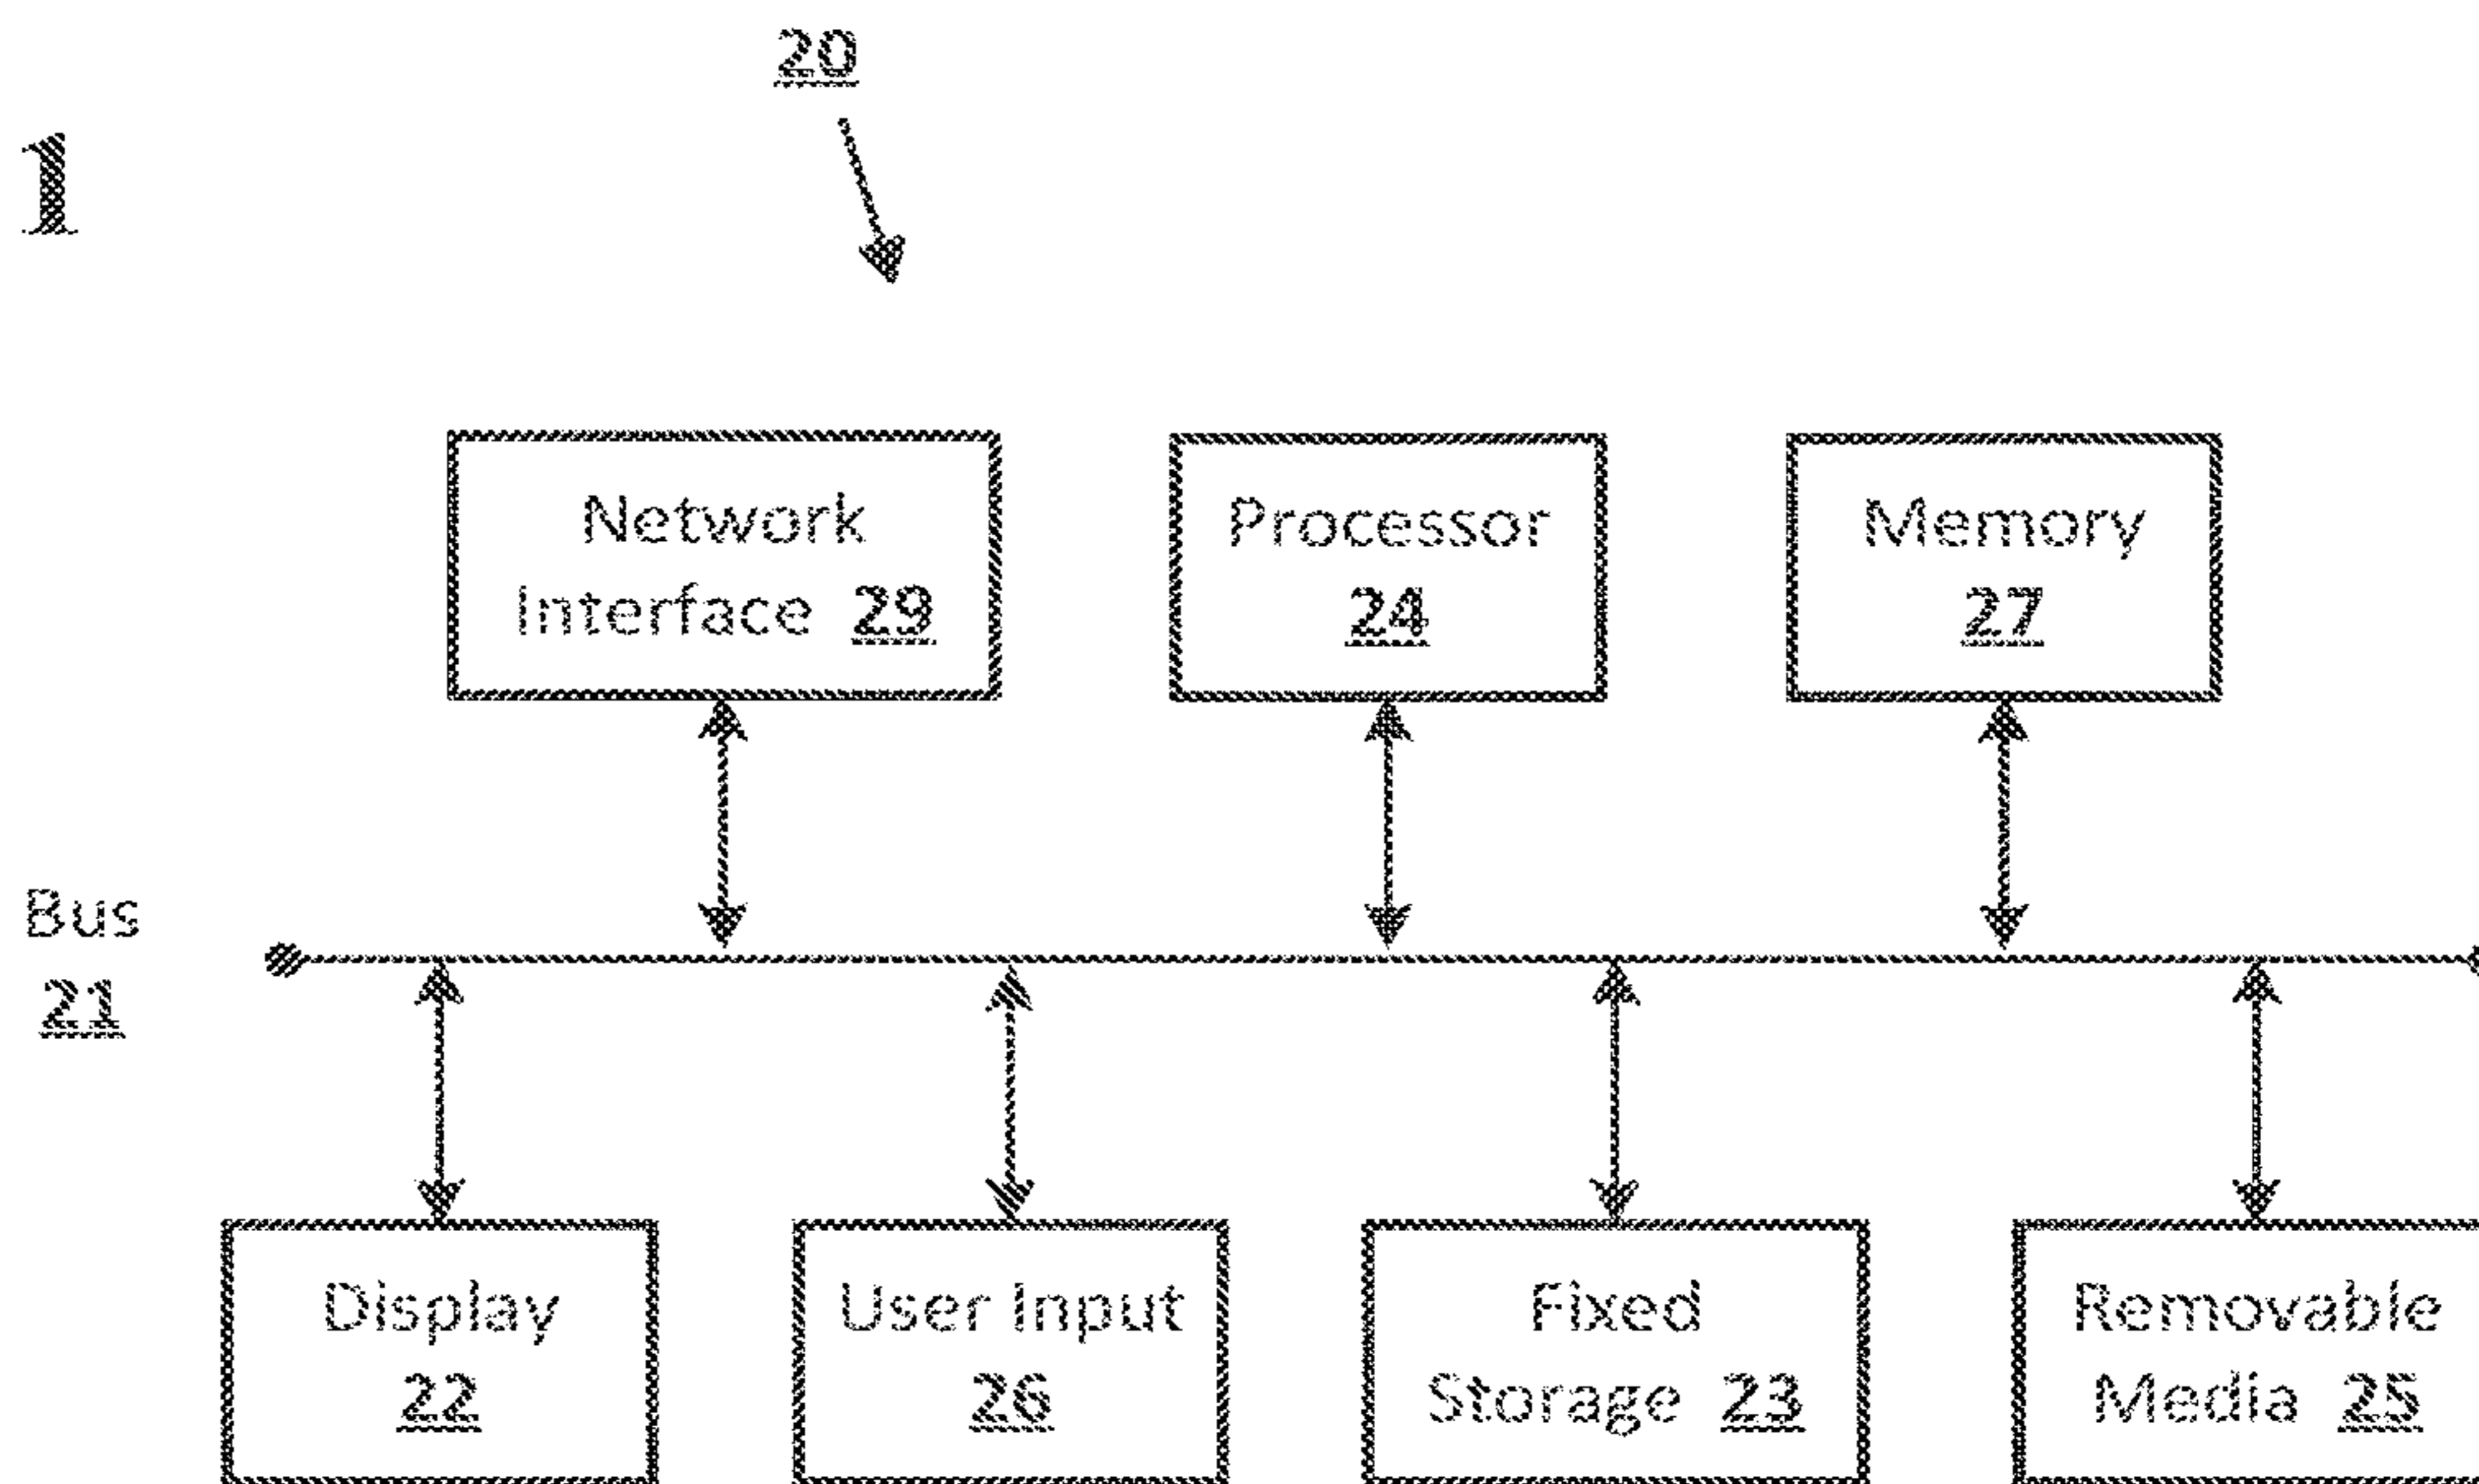 20
1
Network
Interface 29
Processor
24
Memory
27
Bus
21
Display
22
User Input
26
Fixed
Storage 23
Removable
Media 25